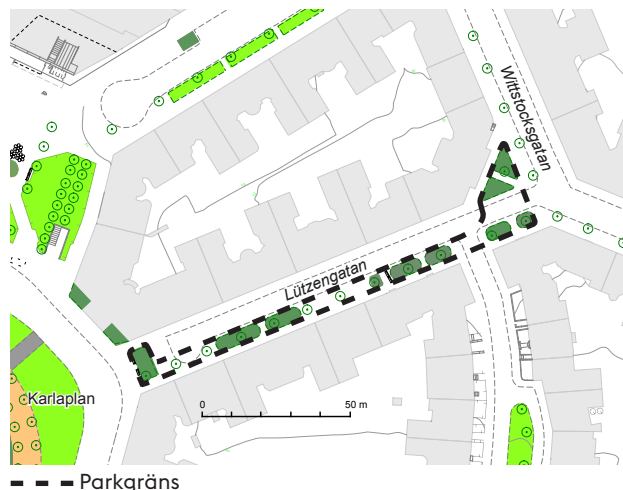 Wittstocksgatan
Lützengatan
Karlaplan
0 50 m
Parkgräns